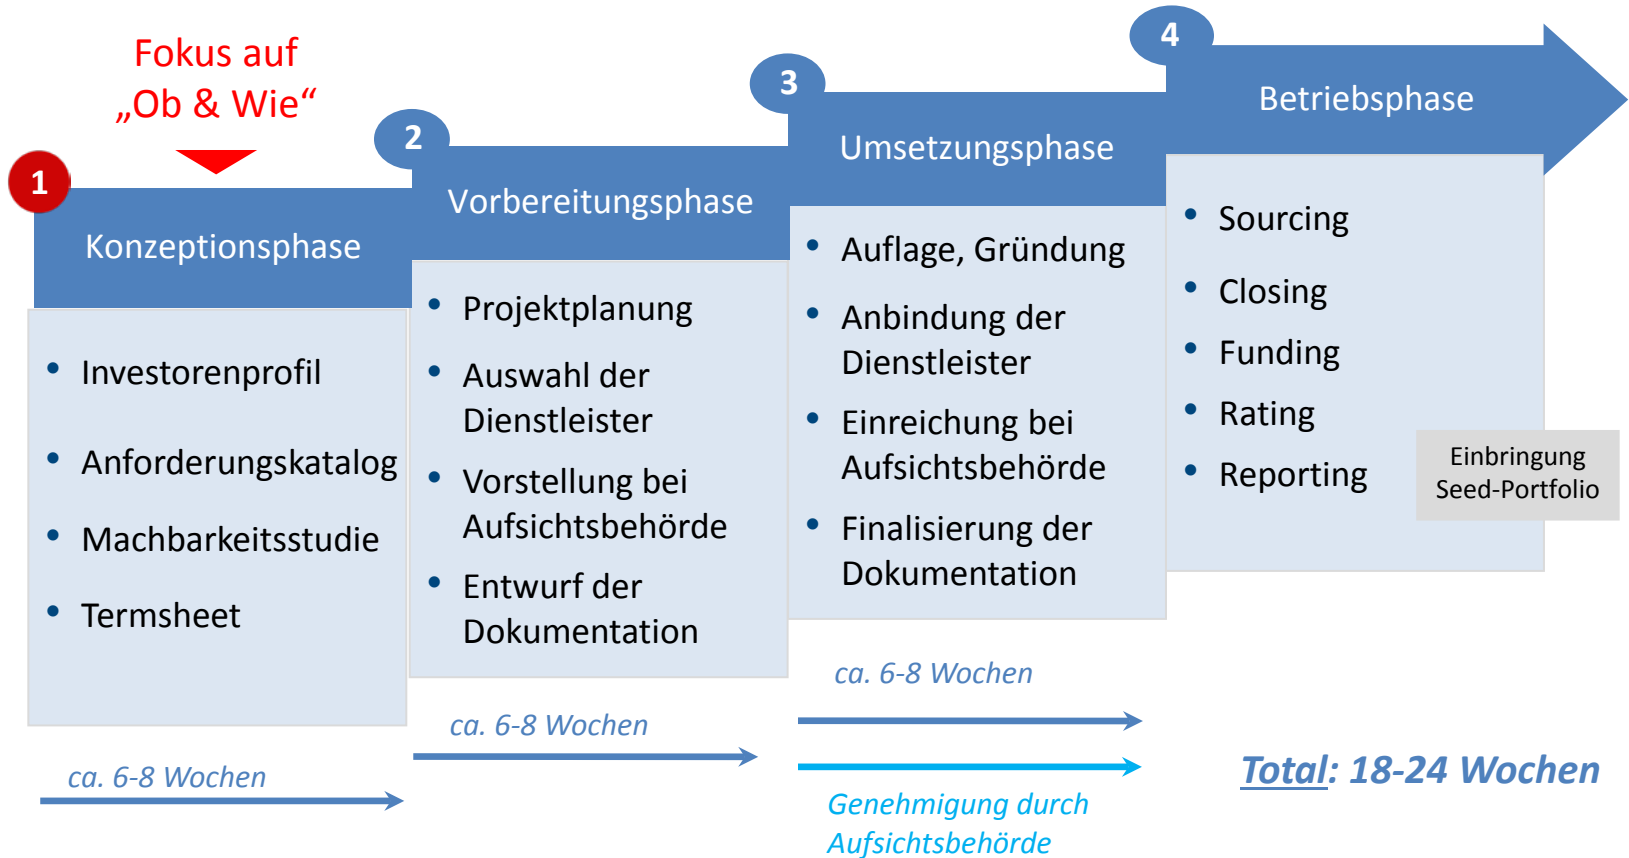 Fokus auf
„Ob & Wie“
1
Konzeptionsphase
• Investorenprofil
• Anforderungskatalog
• Machbarkeitsstudie
• Termsheet
ca. 6-8 Wochen
2
Vorbereitungsphase
• Projektplanung
• Auswahl der
Dienstleister
• Vorstellung bei
Aufsichtsbehörde
• Entwurf der
Dokumentation
ca. 6-8 Wochen
3
Umsetzungsphase
• Auflage, Gründung
• Anbindung der
Dienstleister
• Einreichung bei
Aufsichtsbehörde
• Finalisierung der
Dokumentation
ca. 6-8 Wochen
Genehmigung durch
Aufsichtsbehörde
4
Betriebsphase
• Sourcing
• Closing
• Funding
• Rating
• Reporting
Einbringung
Seed-Portfolio
Total: 18-24 Wochen